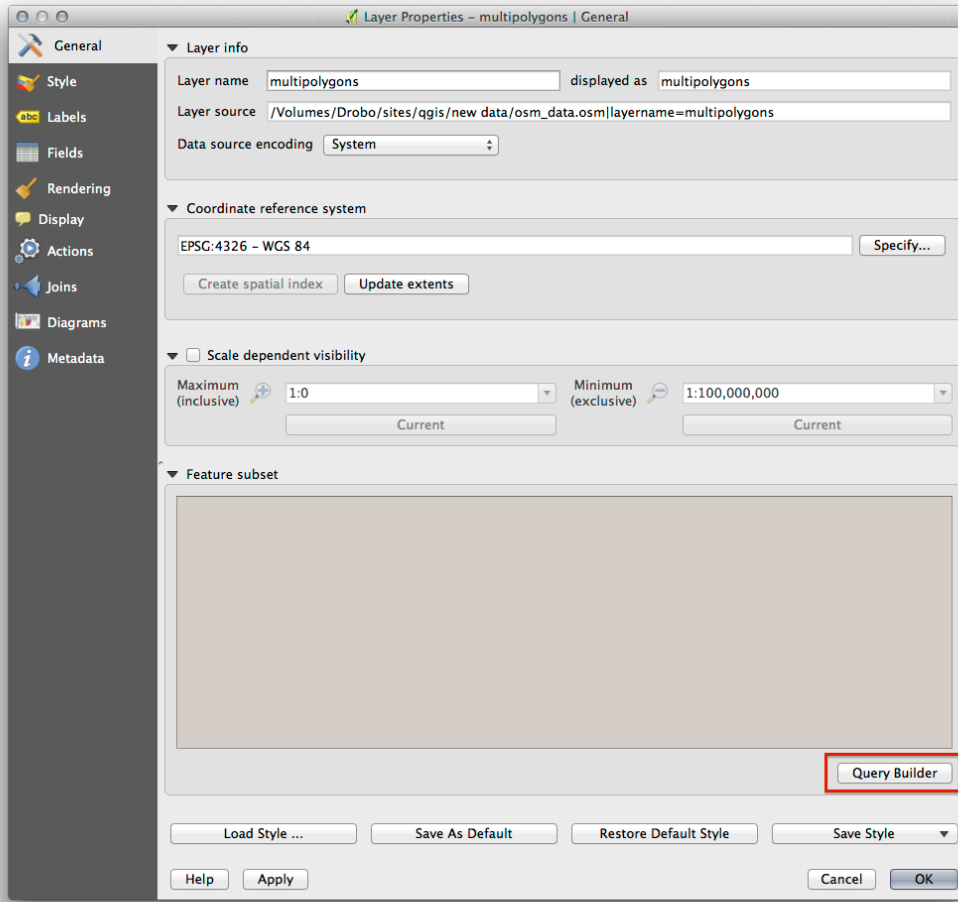 Layer Properties – multipolygons | General
General
Style
abc Labels
Fields
Rendering
Display
Actions
Joins
Diagrams
i Metadata
Layer info
Layer name multipolygons displayed as multipolygons
Layer source /Volumes/Drobo/sites/qgis/new data/osm_data.osm|layername=multipolygons
Data source encoding System
Coordinate reference system
EPSG:4326 – WGS 84 Specify...
Create spatial index Update extents
Scale dependent visibility
Maximum (inclusive) 1:0 Minimum (exclusive) 1:100,000,000
Current Current
Feature subset
Query Builder
Load Style ... Save As Default Restore Default Style Save Style
Help Apply Cancel OK